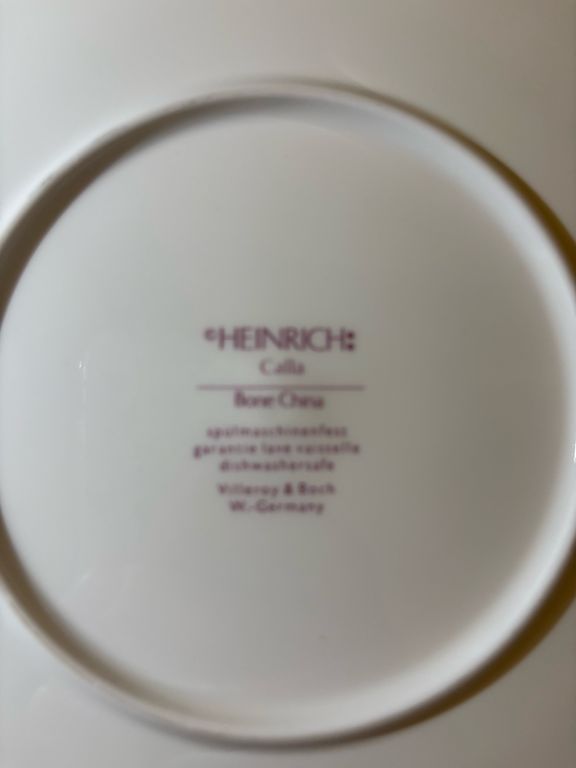 ©HEINRICH
Calla
Bone China
spülmaschinenfest
garantie lave vaisselle
dishwashersafe
Villeroy & Boch
W.-Germany